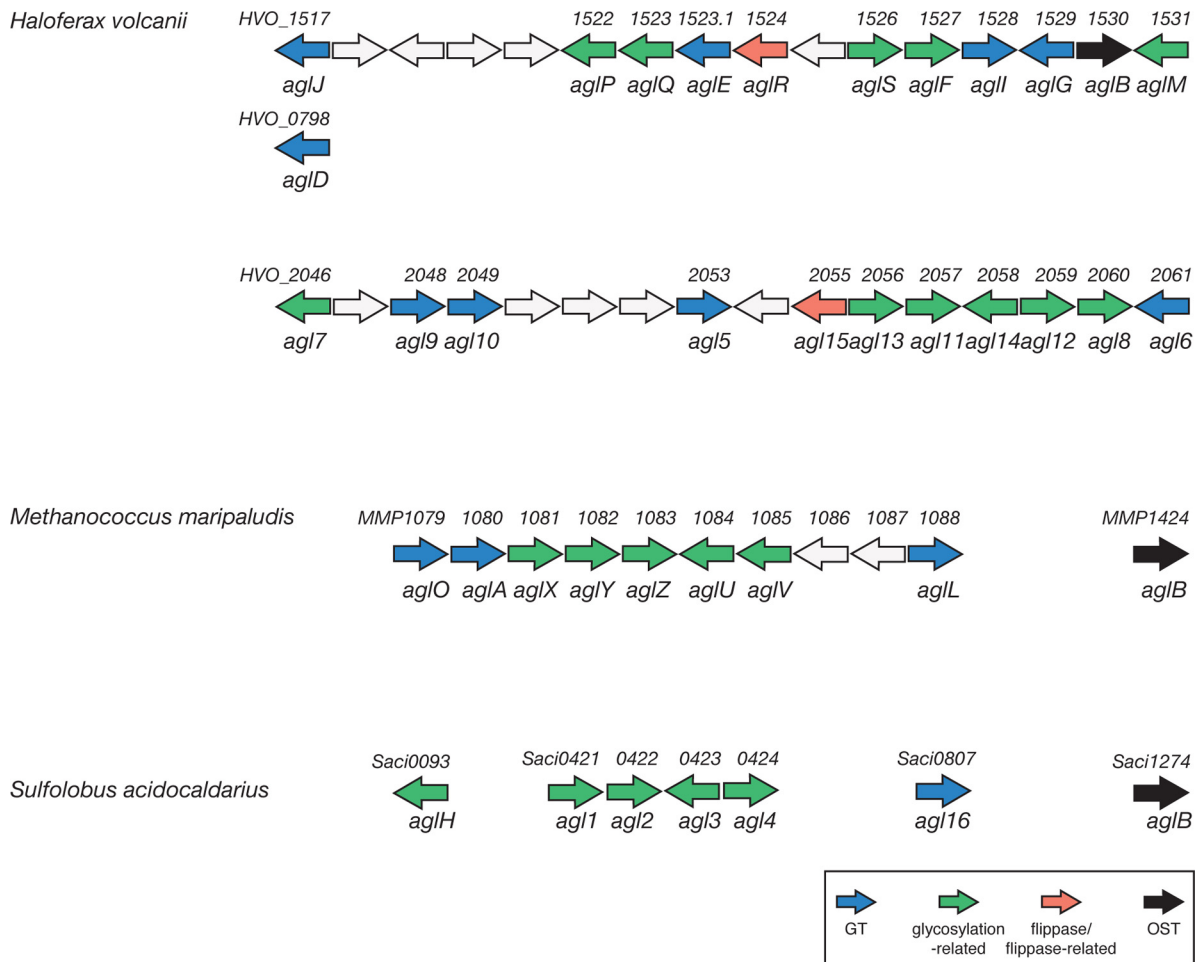 Haloferax volcanii
HVO_1517 1522 1523 1523.1 1524 1526 1527 1528 1529 1530 1531
aglJ aglP aglQ aglE aglR aglS aglF aglI aglG aglB aglM
HVO_0798
aglD
HVO_2046 2048 2049 2053 2055 2056 2057 2058 2059 2060 2061
agl7 agl9 agl10 agl5 agl15 agl13 agl11 agl14 agl12 agl8 agl6
Methanococcus maripaludis
MMP1079 1080 1081 1082 1083 1084 1085 1086 1087 1088 MMP1424
aglO aglA aglX aglY aglZ aglU aglV aglL aglB
Sulfolobus acidocaldarius
Saci0093 Saci0421 0422 0423 0424 Saci0807 Saci1274
aglH agl1 agl2 agl3 agl4 agl16 aglB
GT
glycosylation
-related
flippase/
flippase-related
OST